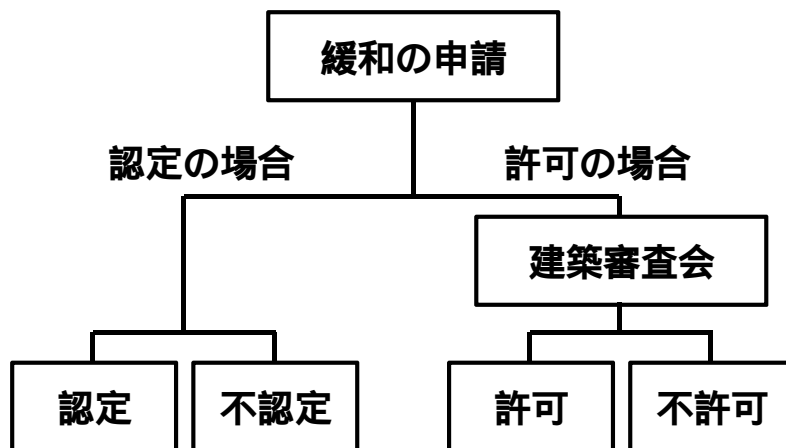 緩和の申請
認定の場合
許可の場合
建築審査会
認定
不認定
許可
不許可